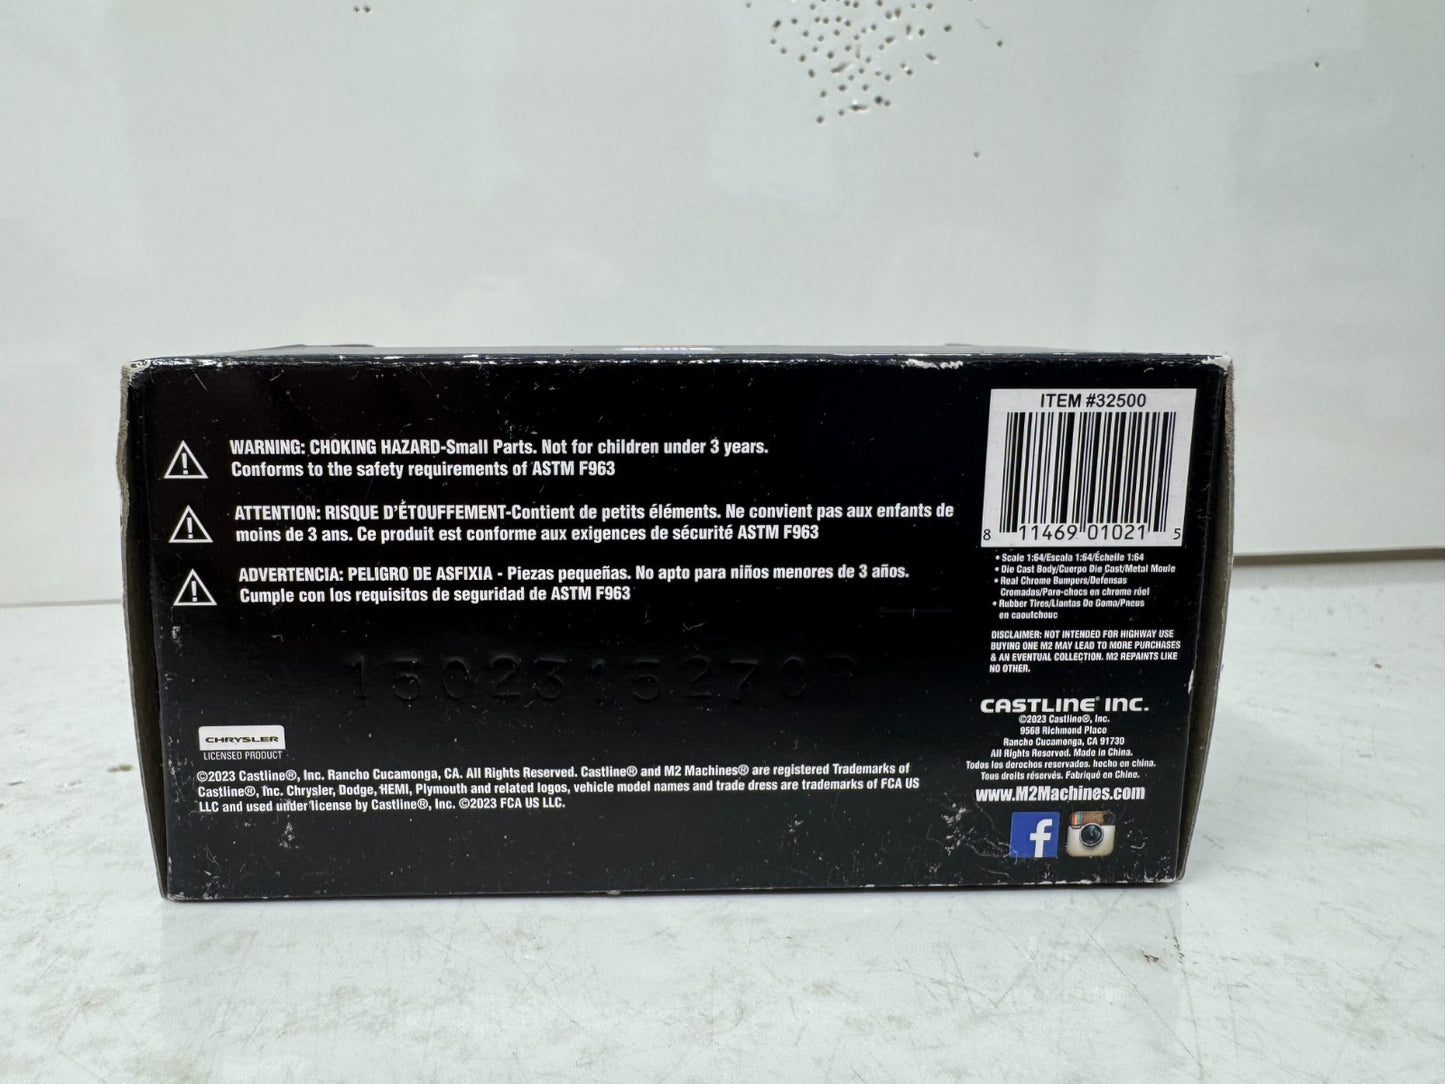 WARNING: CHOKING HAZARD-Small Parts. Not for children under 3 years.
Conforms to the safety requirements of ASTM F963
ATTENTION: RISQUE D'ÉTOUFFEMENT-Contient de petits éléments. Ne convient pas aux enfants de
moins de 3 ans. Ce produit est conforme aux exigences de sécurité ASTM F963
ADVERTENCIA: PELIGRO DE ASFIXIA - Piezas pequeñas. No apto para niños menores de 3 años.
Cumple con los requisitos de seguridad de ASTM F963
CHRYSLER
LICENSED PRODUCT
©2023 Castline®, Inc. Rancho Cucamonga, CA. All Rights Reserved. Castline® and M2 Machines® are registered Trademarks of
Castline®, Inc. Chrysler, Dodge, HEMI, Plymouth and related logos, vehicle model names and trade dress are trademarks of FCA US
LLC and used under license by Castline®, Inc. ©2023 FCA US LLC.
ITEM #32500
8 11469 01021 5
• Scale 1:64/Escala 1:64/Échelle 1:64
• Die Cast Body/Cuerpo Die Cast/Metal Moule
• Real Chrome Bumpers/Defensas
Cromadas/Pare-chocs en chrome réel
• Rubber Tires/Llantas De Goma/Pneus
en caoutchouc
DISCLAIMER: NOT INTENDED FOR HIGHWAY USE
BUYING ONE M2 MAY LEAD TO MORE PURCHASES
& AN EVENTUAL COLLECTION. M2 REPAINTS LIKE
NO OTHER.
CASTLINE® INC.
©2023 Castline®, Inc.
9568 Richmond Place
Rancho Cucamonga, CA 91730
All Rights Reserved. Made in China.
Todos los derechos reservados. hecho en china.
Tous droits réservés. Fabriqué en Chine.
www.M2Machines.com
f